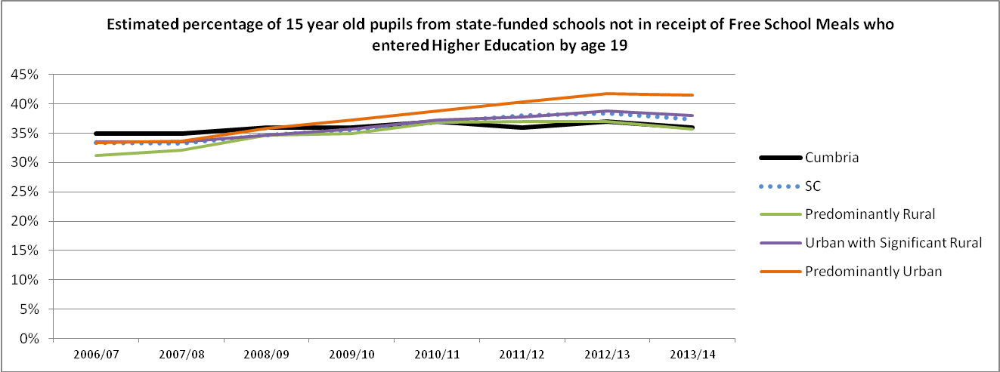 Estimated percentage of 15 year old pupils from state-funded schools not in receipt of Free School Meals who
entered Higher Education by age 19
45%
40%
35%
30%
25%
20%
15%
10%
5%
0%
2006/07 2007/08 2008/09 2009/10 2010/11 2011/12 2012/13 2013/14
Cumbria
SC
Predominantly Rural
Urban with Significant Rural
Predominantly Urban